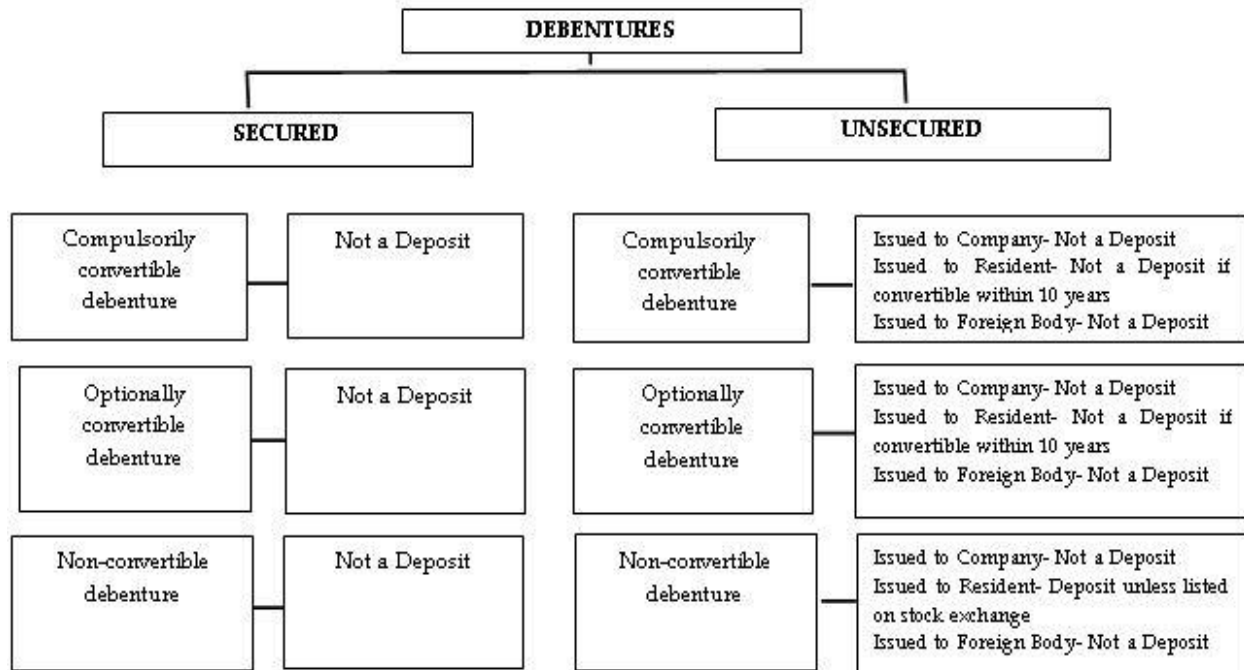 DEBENTURES
SECURED
UNSECURED
Compulsorily
convertible
debenture
Not a Deposit
Compulsorily
convertible
debenture
Issued to Company- Not a Deposit
Issued to Resident- Not a Deposit if
convertible within 10 years
Issued to Foreign Body- Not a Deposit
Optionally
convertible
debenture
Not a Deposit
Optionally
convertible
debenture
Issued to Company- Not a Deposit
Issued to Resident- Not a Deposit if
convertible within 10 years
Issued to Foreign Body- Not a Deposit
Non-convertible
debenture
Not a Deposit
Non-convertible
debenture
Issued to Company- Not a Deposit
Issued to Resident- Deposit unless listed
on stock exchange
Issued to Foreign Body- Not a Deposit